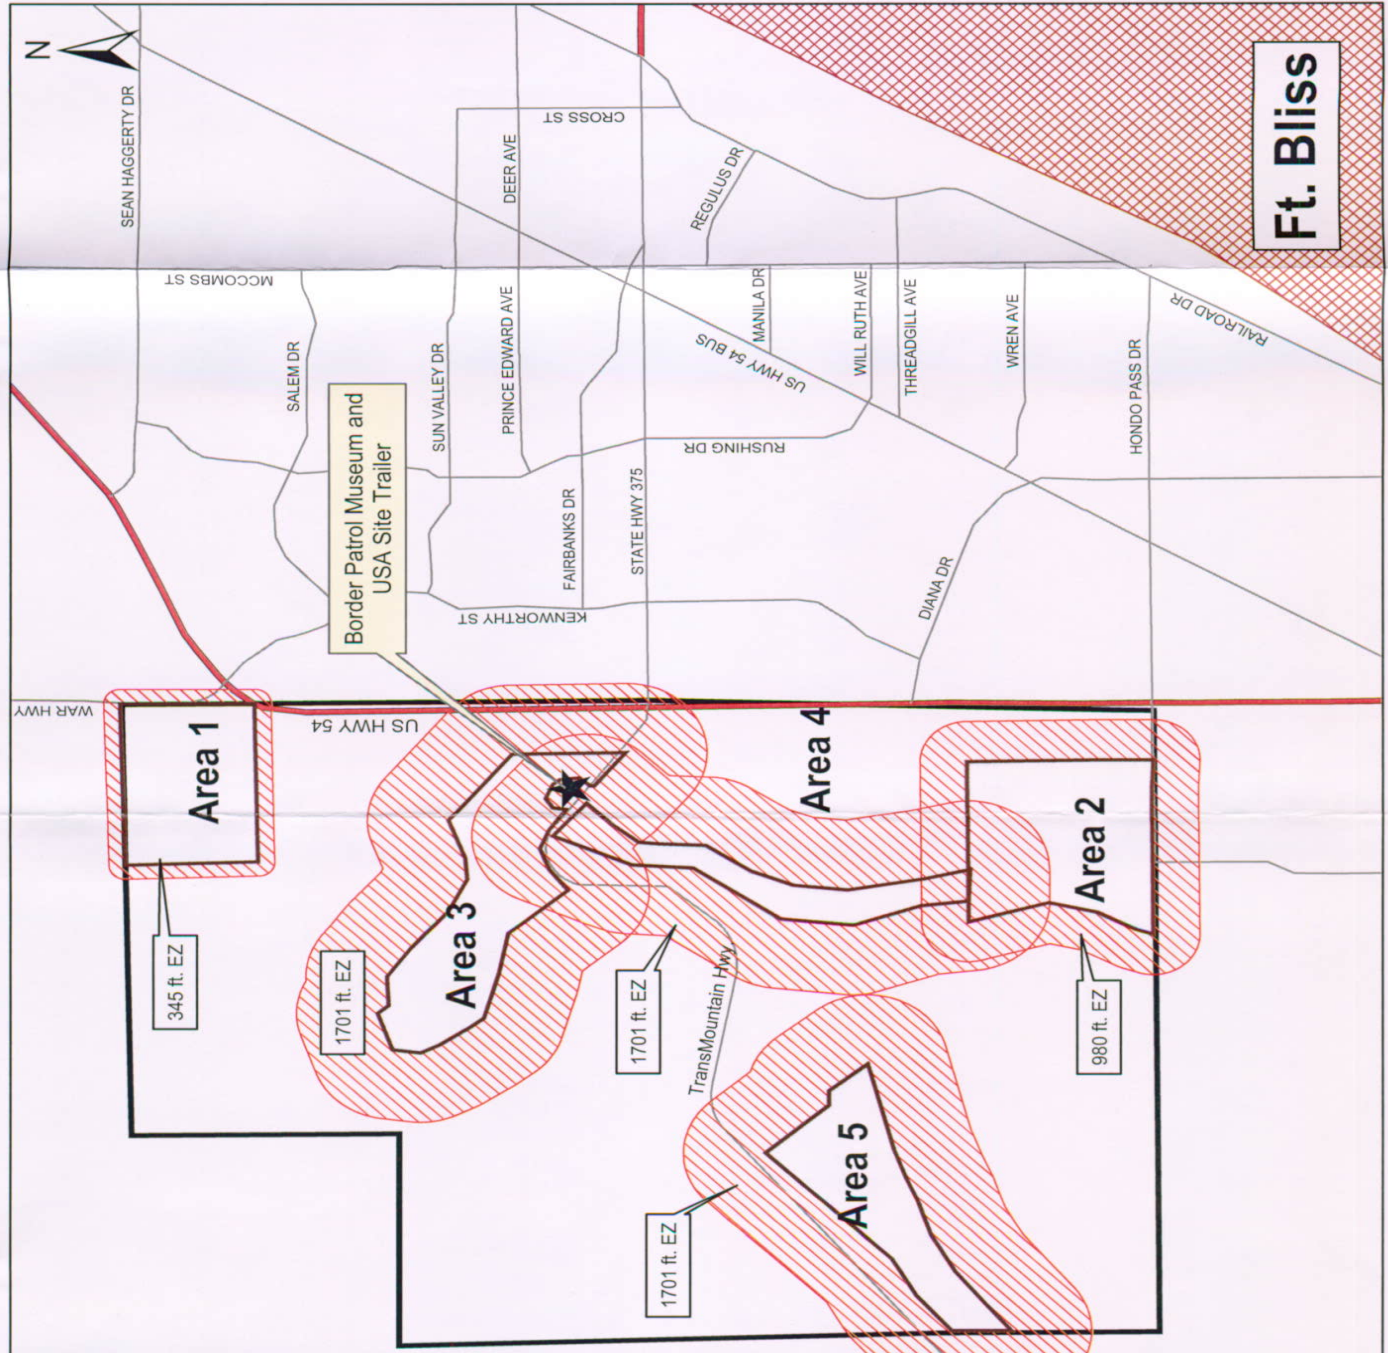 N
SEAN HAGGERTY DR
CROSS ST
DEER AVE
REGULUS DR
Ft. Bliss
MCCOMBS ST
SALEM DR
SUN VALLEY DR
PRINCE EDWARD AVE
MANILA DR
US HWY 54 BUS
WILL RUTH AVE
THREADGILL AVE
WREN AVE
HONDO PASS DR
RAILROAD DR
RUSHING DR
Border Patrol Museum and
USA Site Trailer
FAIRBANKS DR
STATE HWY 375
KENWORTHY ST
DIANA DR
WAR HWY
US HWY 54
Area 1
Area 4
Area 2
Area 3
345 ft. EZ
1701 ft. EZ
1701 ft. EZ
TransMountain Hwy
980 ft. EZ
Area 5
1701 ft. EZ